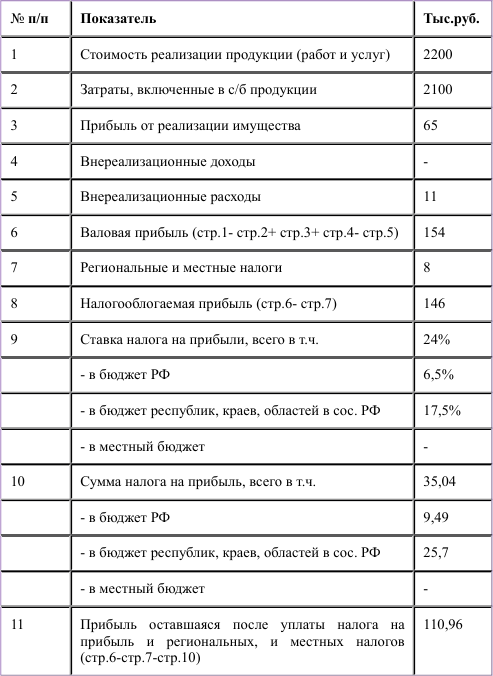 № п/п Показатель Тыс.руб.
1 Стоимость реализации продукции (работ и услуг) 2200
2 Затраты, включенные в с/б продукции 2100
3 Прибыль от реализации имущества 65
4 Внереализационные доходы -
5 Внереализационные расходы 11
6 Валовая прибыль (стр.1- стр.2+ стр.3+ стр.4- стр.5) 154
7 Региональные и местные налоги 8
8 Налогооблогаемая прибыль (стр.6- стр.7) 146
9 Ставка налога на прибыли, всего в т.ч. 24%
- в бюджет РФ 6,5%
- в бюджет республик, краев, областей в сос. РФ 17,5%
- в местный бюджет -
10 Сумма налога на прибыль, всего в т.ч. 35,04
- в бюджет РФ 9,49
- в бюджет республик, краев, областей в сос. РФ 25,7
- в местный бюджет -
11 Прибыль оставшаяся после уплаты налога на 110,96
прибыль и региональных, и местных налогов
(стр.6-стр.7-стр.10)